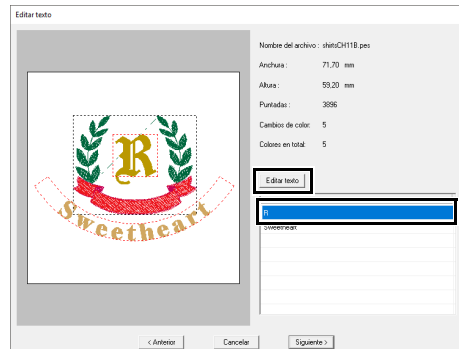 Editar texto
Nombre del archivo : shirtsCH11B.pes
Anchura : 71,70 mm
Altura : 59,20 mm
Puntadas : 3896
Cambios de color: 5
Colores en total: 5
R
Sweetheart
Editar texto
R
Sweetheart
< Anterior
Cancelar
Siguiente >